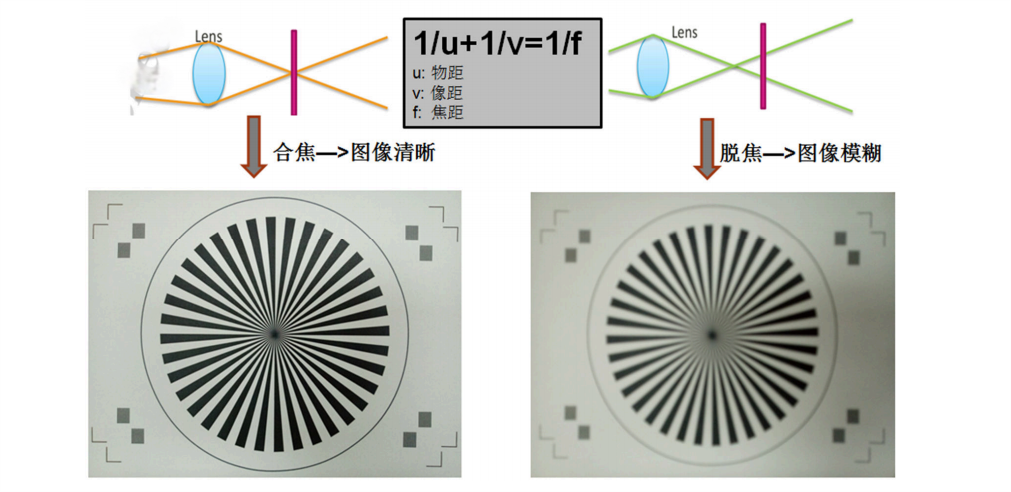 Lens
1/u+1/v=1/f
u: 物距
v: 像距
f: 焦距
Lens
合焦—>图像清晰
脱焦—>图像模糊